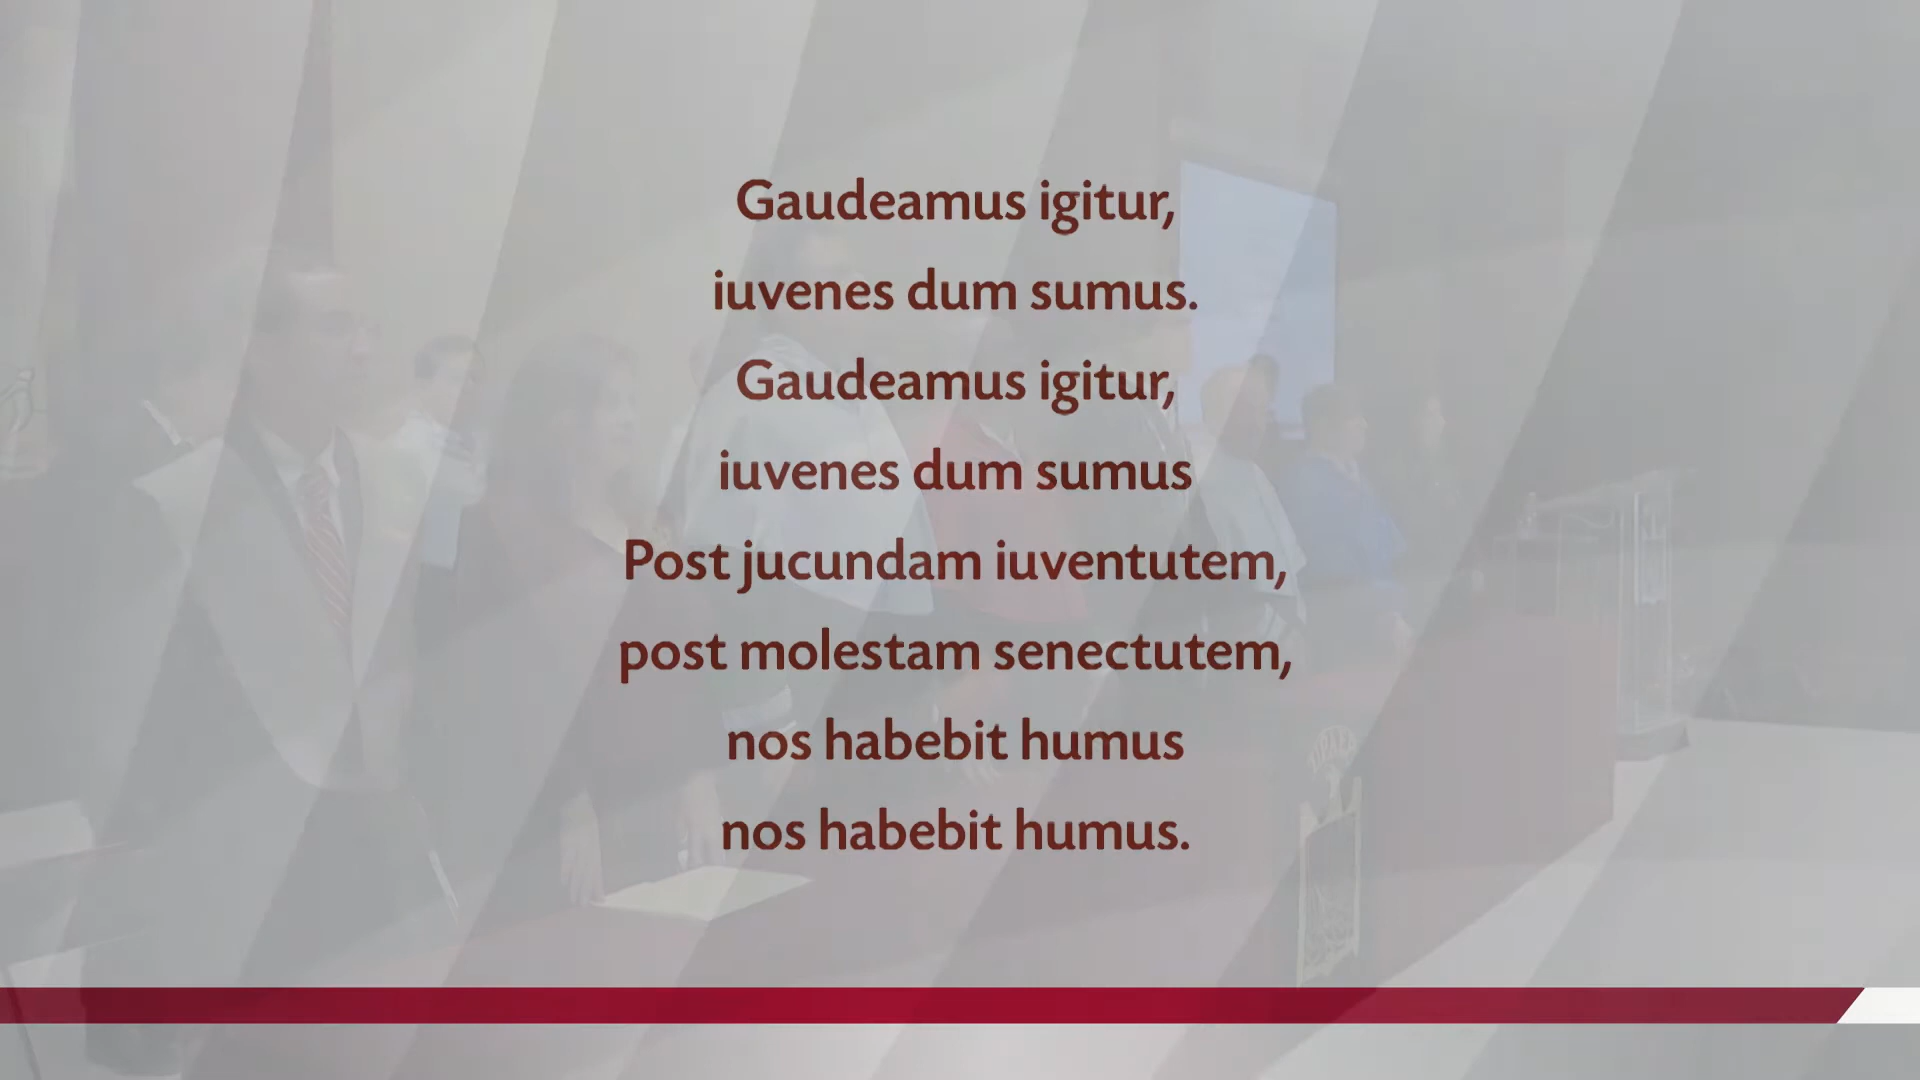 Gaudeamus igitur,
iuvenes dum sumus.
Gaudeamus igitur,
iuvenes dum sumus
Post jucundam iuventutem,
post molestam senectutem,
nos habebit humus
nos habebit humus.